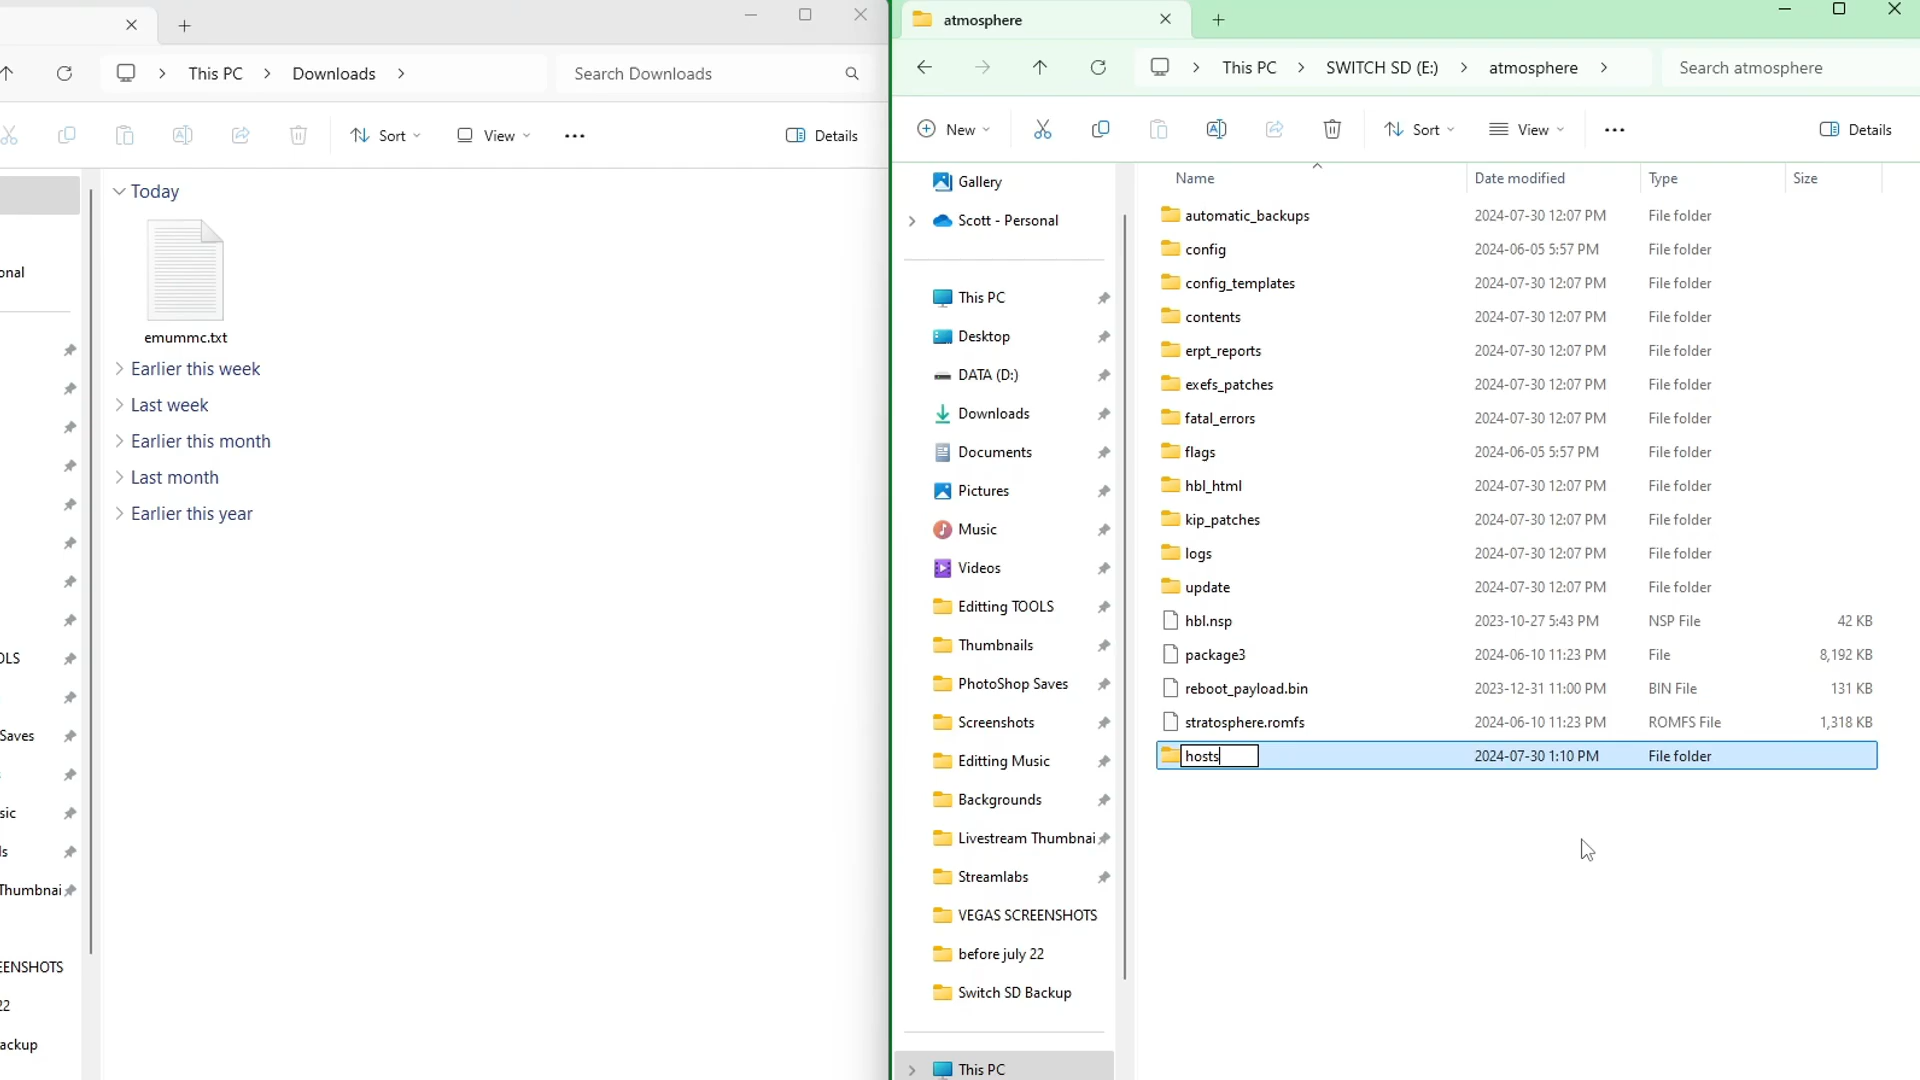 This PC
Downloads
Search Downloads
Sort
View
Details
onal
OLS
Saves
sic
ls
Thumbnai
EENSHOTS
22
ackup
Today
emummc.txt
Earlier this week
Last week
Earlier this month
Last month
Earlier this year
atmosphere
This PC
SWITCH SD (E:)
atmosphere
Search atmosphere
New
Sort
View
Details
Gallery
Scott - Personal
This PC
Desktop
DATA (D:)
Downloads
Documents
Pictures
Music
Videos
Editting TOOLS
Thumbnails
PhotoShop Saves
Screenshots
Editting Music
Backgrounds
Livestream Thumbnai
Streamlabs
VEGAS SCREENSHOTS
before july 22
Switch SD Backup
This PC
Name Date modified Type Size
automatic_backups 2024-07-30 12:07 PM File folder
config 2024-06-05 5:57 PM File folder
config_templates 2024-07-30 12:07 PM File folder
contents 2024-07-30 12:07 PM File folder
erpt_reports 2024-07-30 12:07 PM File folder
exefs_patches 2024-07-30 12:07 PM File folder
fatal_errors 2024-07-30 12:07 PM File folder
flags 2024-06-05 5:57 PM File folder
hbl_html 2024-07-30 12:07 PM File folder
kip_patches 2024-07-30 12:07 PM File folder
logs 2024-07-30 12:07 PM File folder
update 2024-07-30 12:07 PM File folder
hbl.nsp 2023-10-27 5:43 PM NSP File 42 KB
package3 2024-06-10 11:23 PM File 8,192 KB
reboot_payload.bin 2023-12-31 11:00 PM BIN File 131 KB
stratosphere.romfs 2024-06-10 11:23 PM ROMFS File 1,318 KB
hosts 2024-07-30 1:10 PM File folder